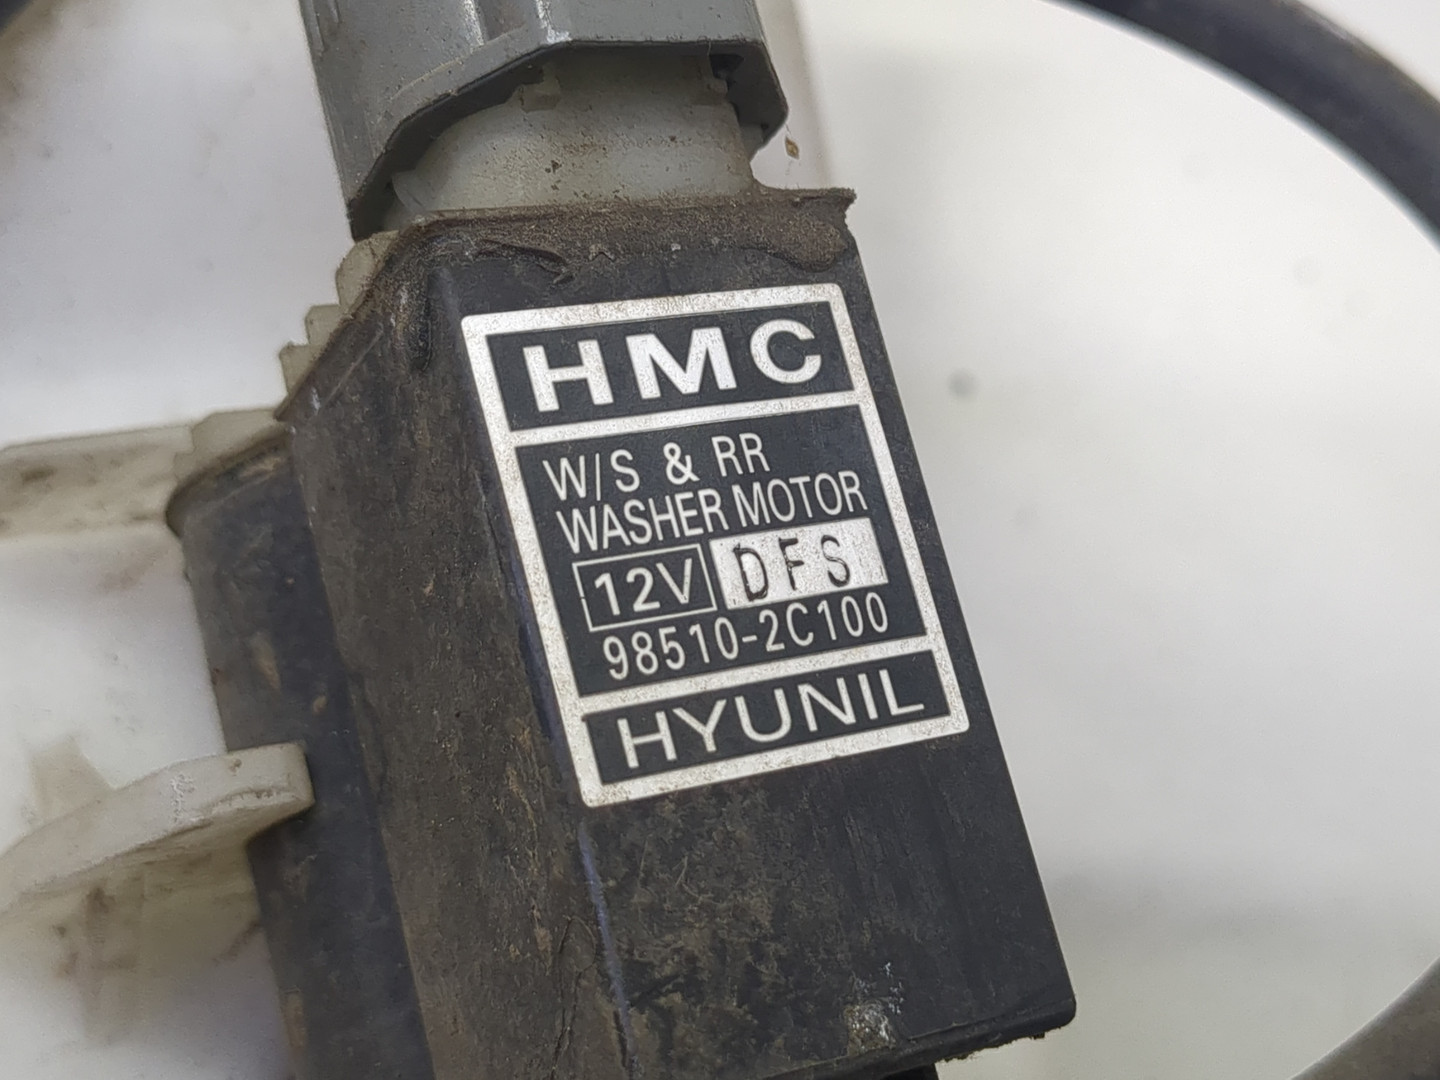 HMC
W/S & RR
WASHER MOTOR
12V DFS
98510-2C100
HYUNIL